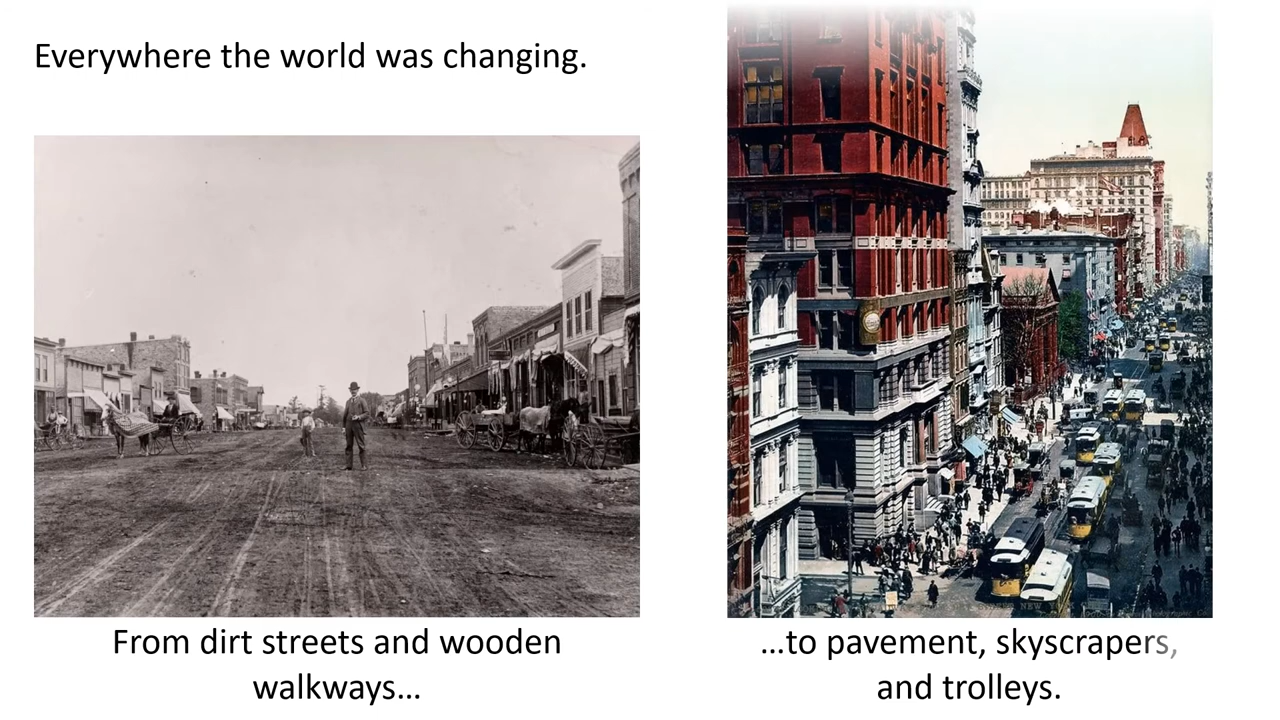 Everywhere the world was changing.
From dirt streets and wooden
walkways…
…to pavement, skyscrapers,
and trolleys.